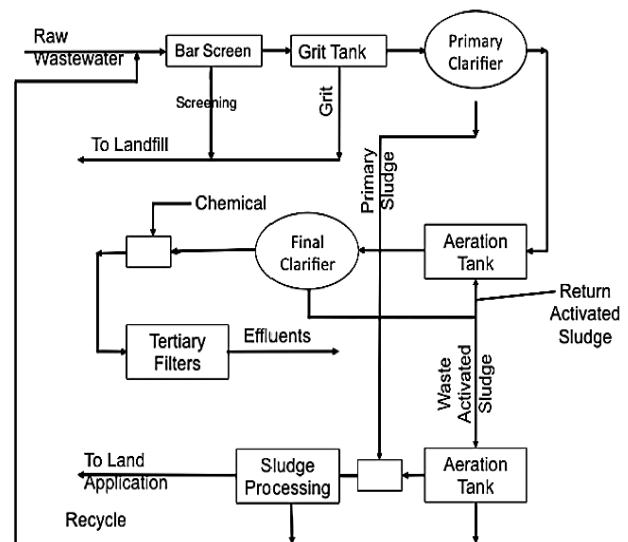 Raw
Wastewater
Bar Screen
Grit Tank
Primary
Clarifier
Screening
Grit
To Landfill
Primary
Sludge
Chemical
Final
Clarifier
Aeration
Tank
Return
Activated
Sludge
Tertiary
Filters
Effluents
Waste
Activated
Sludge
To Land
Application
Sludge
Processing
Aeration
Tank
Recycle